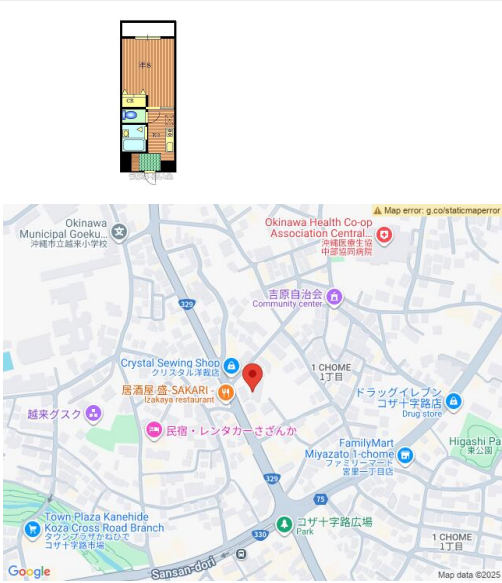 洋8
CS
K3
Map error: g.co/staticmaperror
Okinawa
Municipal Goeku...
沖縄市立越来小学校
Okinawa Health Co-op
Association Central...
沖縄医療生協
中部協同病院
吉原自治会
Community center
329
Crystal Sewing Shop
クリスタル洋裁店
居酒屋·盛-SAKARI -
Izakaya restaurant
1 CHOME
1丁目
ドラッグイレブン
コザ十字路店
Drug store
越来グスク
民宿・レンタカーさざんか
FamilyMart
Miyazato 1-chome
ファミリーマート
宮里一丁目店
Higashi Pa
東公園
329
75
Town Plaza Kanehide
Koza Cross Road Branch
タウンプラザかねひで
コザ十字路市場
330
コザ十字路広場
Park
1 CHOME
1丁目
Sansan-dori
Google
Map data ©2025